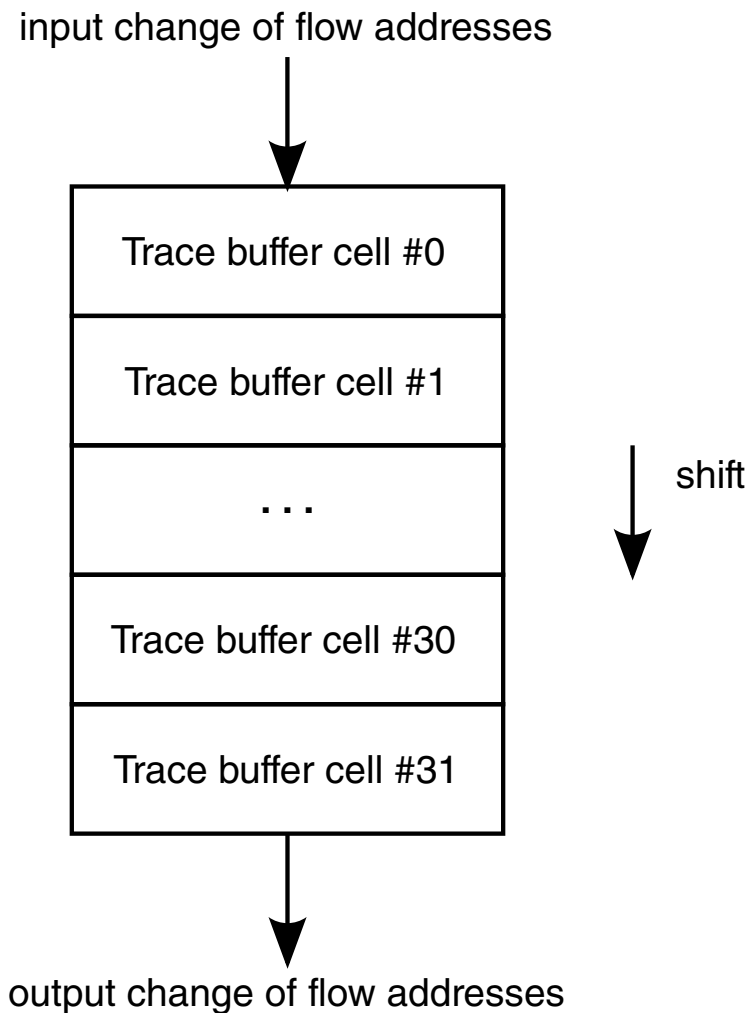 input change of flow addresses
Trace buffer cell #0
Trace buffer cell #1
...
shift
Trace buffer cell #30
Trace buffer cell #31
output change of flow addresses